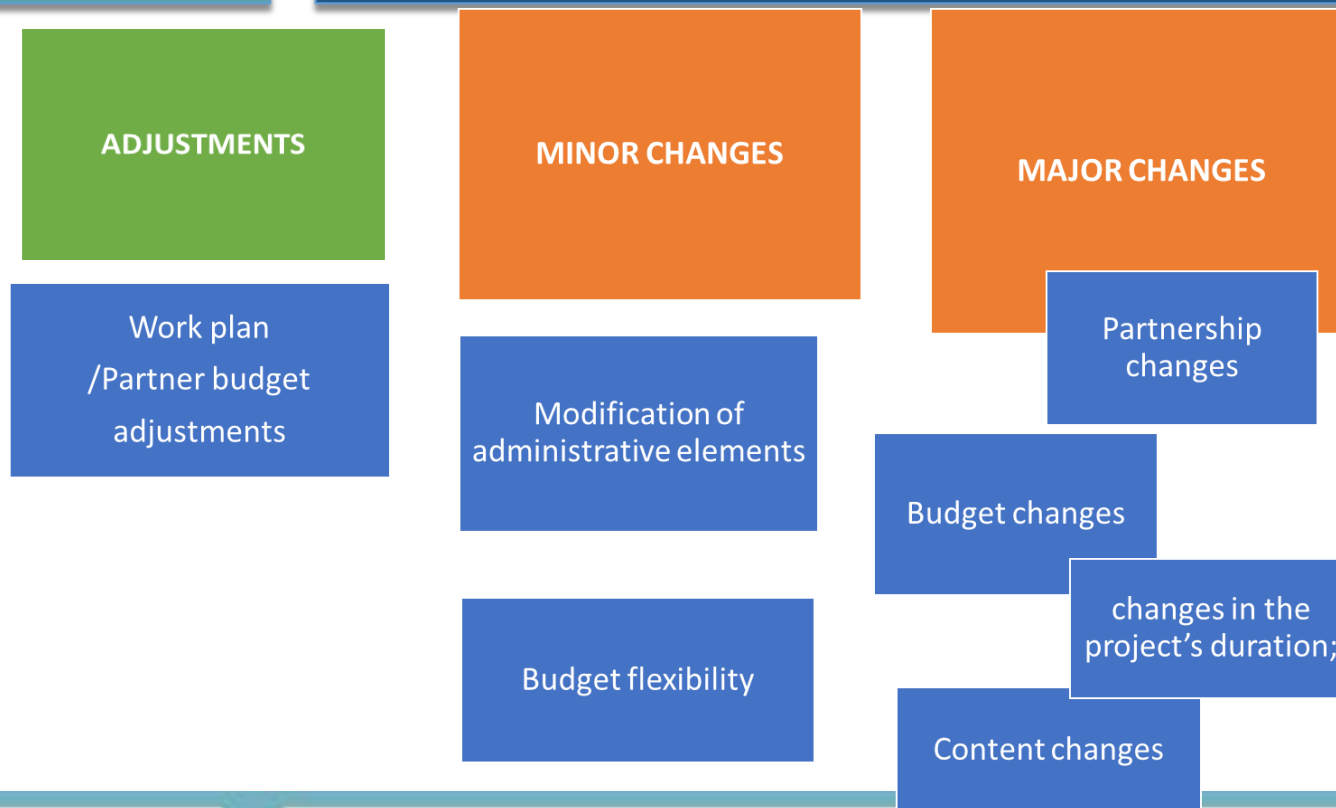 ADJUSTMENTS
Work plan
/Partner budget
adjustments
MINOR CHANGES
Modification of
administrative elements
Budget flexibility
MAJOR CHANGES
Partnership
changes
Budget changes
changes in the
project’s duration;
Content changes